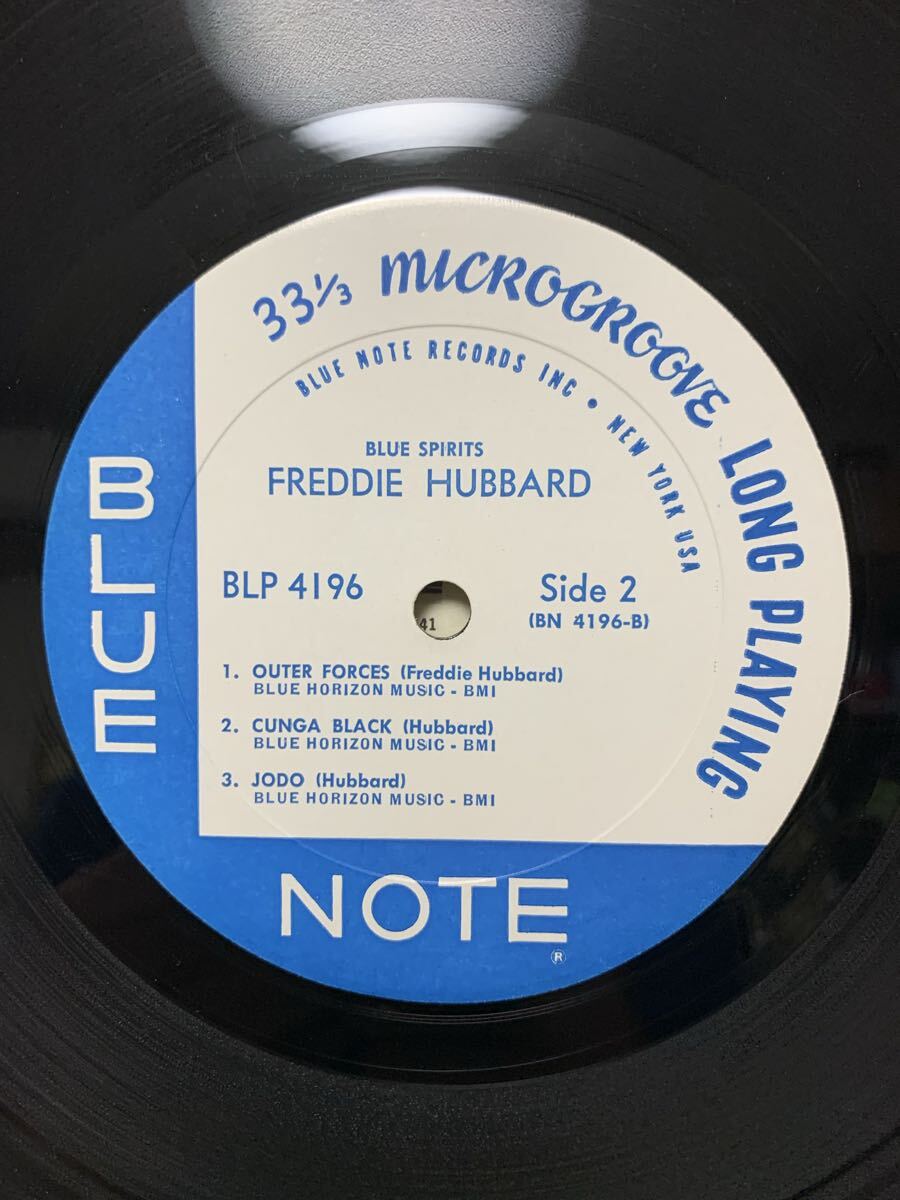 33⅓ MICROGROOVE LONG PLAYING
BLUE NOTE RECORDS INC • NEW YORK USA
BLUE SPIRITS
FREDDIE HUBBARD
BLP 4196
Side 2
(BN 4196-B)
41
1. OUTER FORCES (Freddie Hubbard)
BLUE HORIZON MUSIC - BMI
2. CUNGA BLACK (Hubbard)
BLUE HORIZON MUSIC - BMI
3. JODO (Hubbard)
BLUE HORIZON MUSIC - BMI
BLUE
NOTE
®